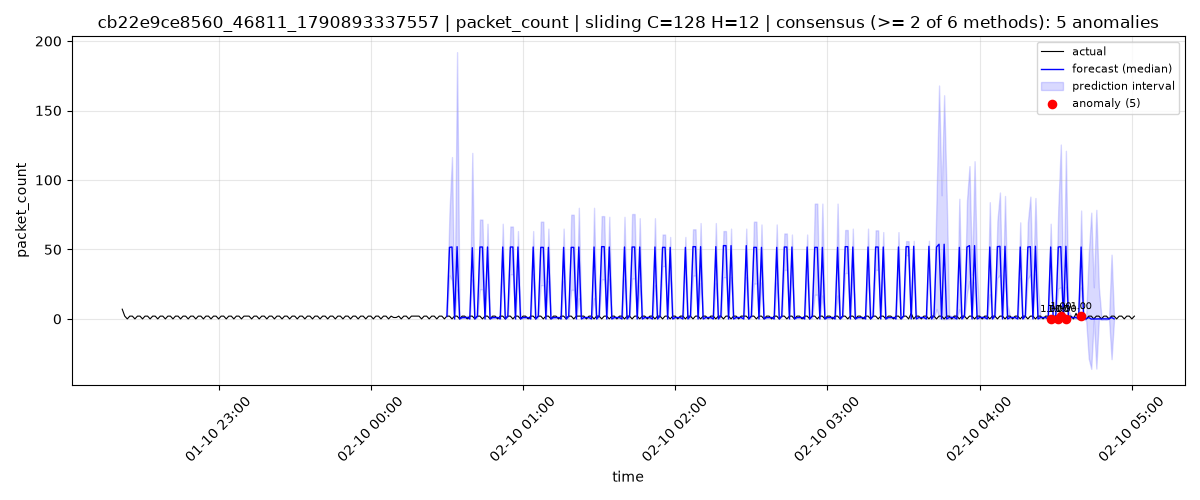 cb22e9ce8560_46811_1790893337557 | packet_count | sliding C=128 H=12 | consensus (>= 2 of 6 methods): 5 anomalies
200
150
100
50
0
packet_count
actual
forecast (median)
prediction interval
anomaly (5)
01-10 23:00
02-10 00:00
02-10 01:00
02-10 02:00
02-10 03:00
02-10 04:00
02-10 05:00
time